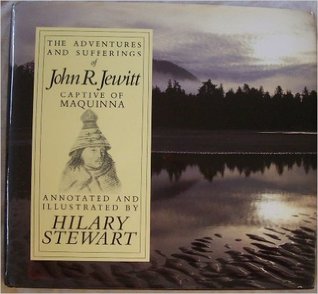 THE ADVENTURES
AND SUFFERINGS
of
John R. Jewitt
CAPTIVE OF
MAQUINNA
ANNOTATED AND
ILLUSTRATED BY
HILARY
STEWART